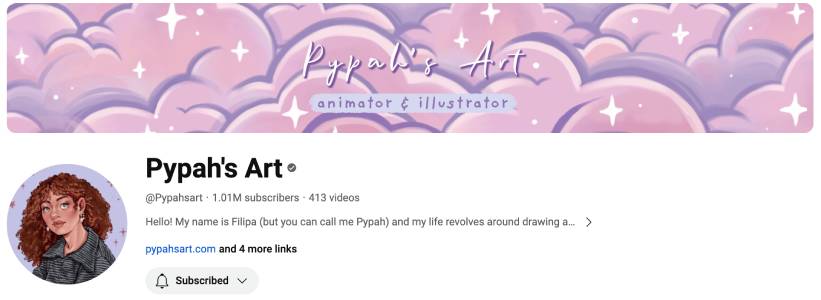 Pypah's Art
animator & illustrator
Pypah's Art
@Pypahsart · 1.01M subscribers · 413 videos
Hello! My name is Filipa (but you can call me Pypah) and my life revolves around drawing a...
pypahsart.com and 4 more links
Subscribed